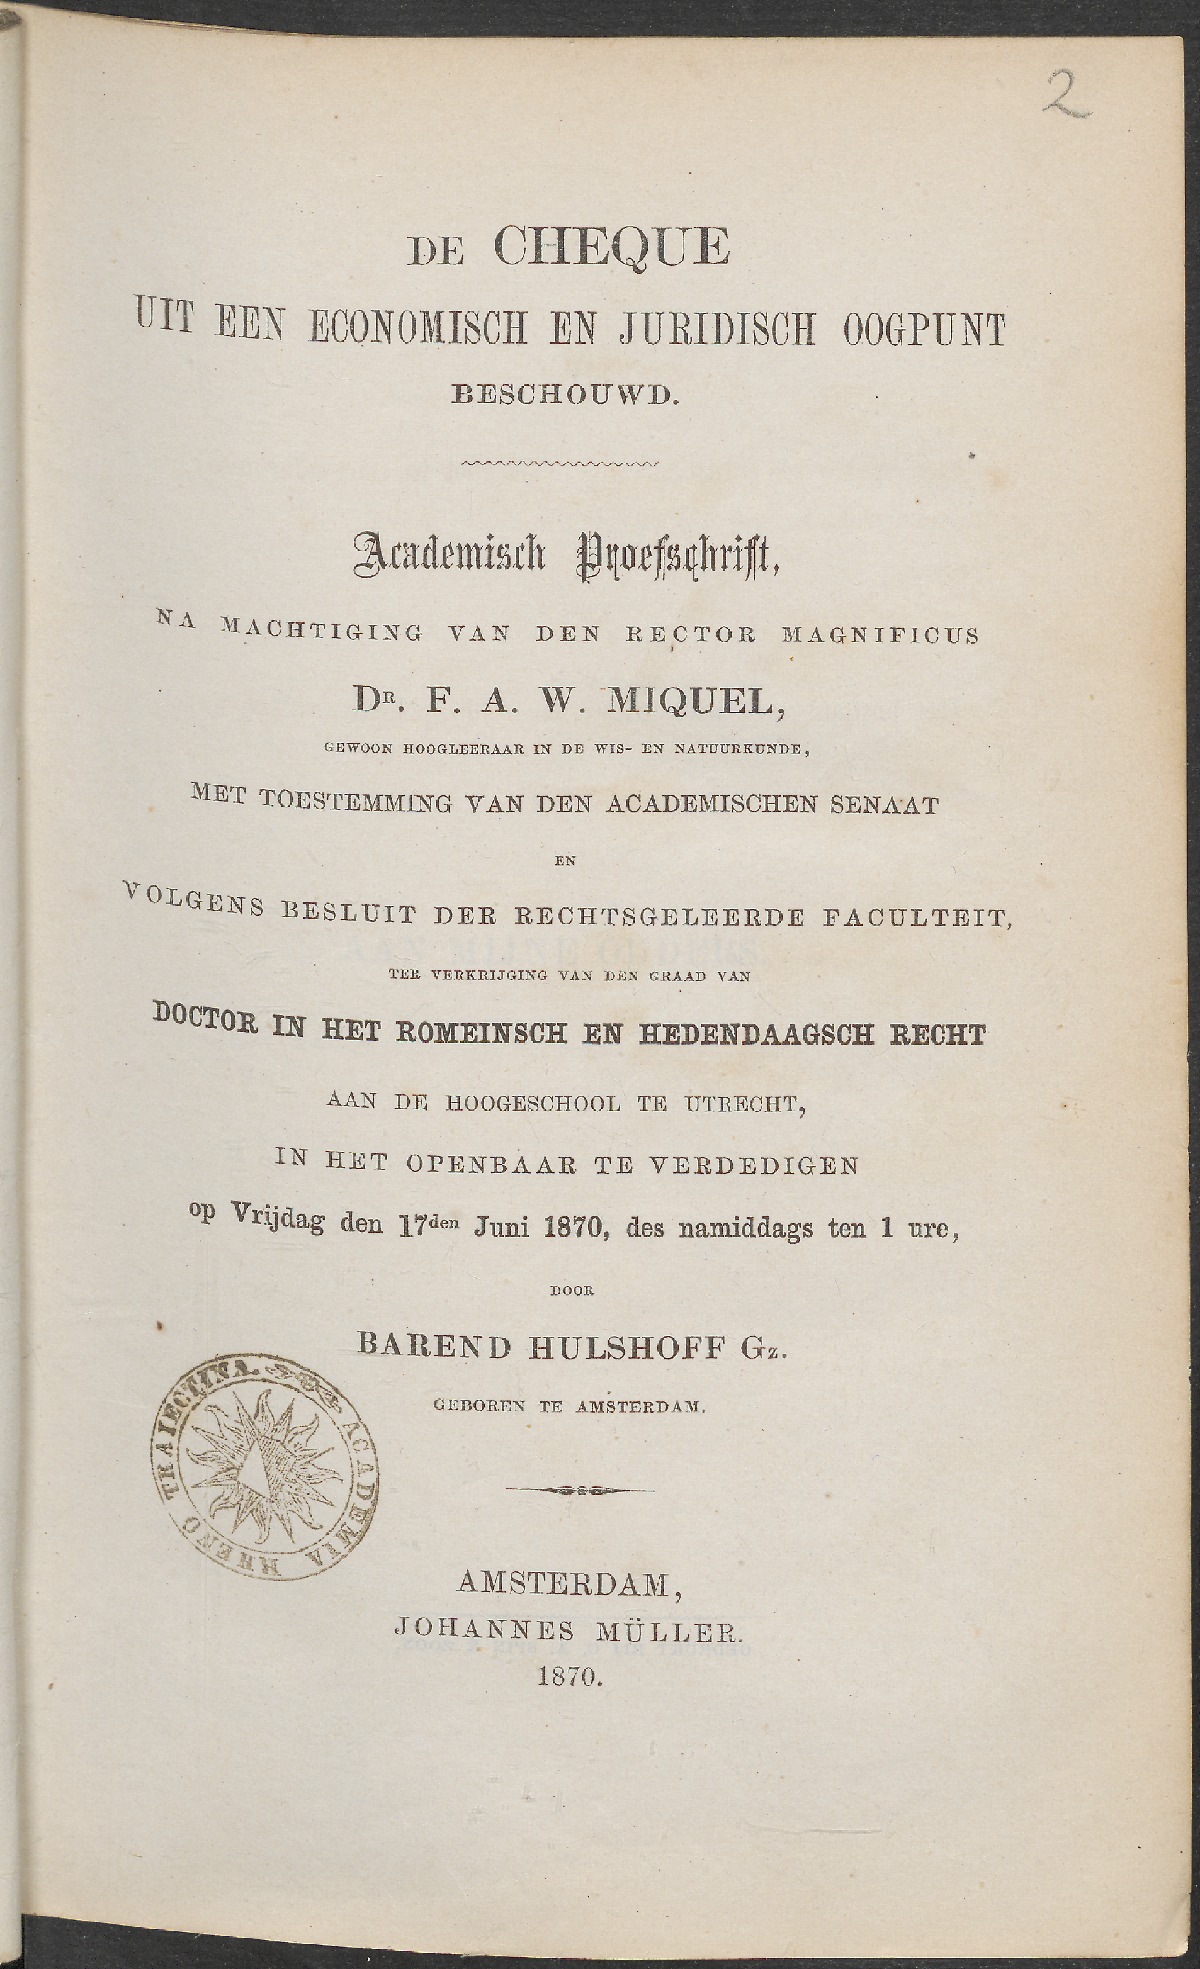 2
DE CHEQUE
UIT EEN ECONOMISCH EN JURIDISCH OOGPUNT
BESCHOUWD.
Academisch Proefschrift,
NA MACHTIGING VAN DEN RECTOR MAGNIFICUS
DR. F. A. W. MIQUEL,
GEWOON HOOGLEERAAR IN DE WIS- EN NATUURKUNDE,
MET TOESTEMMING VAN DEN ACADEMISCHEN SENAAT
EN
VOLGENS BESLUIT DER RECHTSGELEERDE FACULTEIT,
TER VERKRIJGING VAN DEN GRAAD VAN
DOCTOR IN HET ROMEINSCH EN HEDENDAAGSCH RECHT
AAN DE HOOGESCHOOL TE UTRECHT,
IN HET OPENBAAR TE VERDEDIGEN
op Vrijdag den 17den Juni 1870, des namiddags ten 1 ure,
DOOR
BAREND HULSHOFF Gz.
GEBOREN TE AMSTERDAM.
ACADEMIA RHENO TRAIECTINA.
AMSTERDAM,
JOHANNES MÜLLER.
1870.